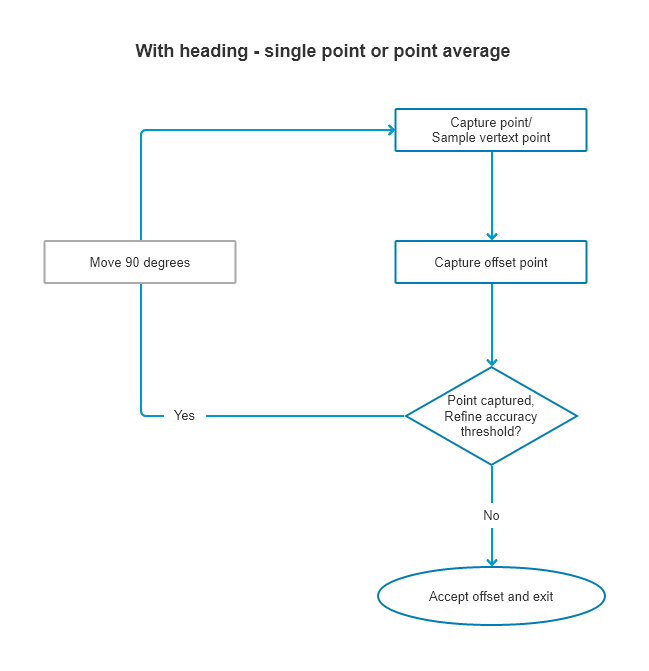 With heading - single point or point average
Capture point/
Sample vertext point
Move 90 degrees
Capture offset point
Point captured,
Refine accuracy
threshold?
Yes
No
Accept offset and exit